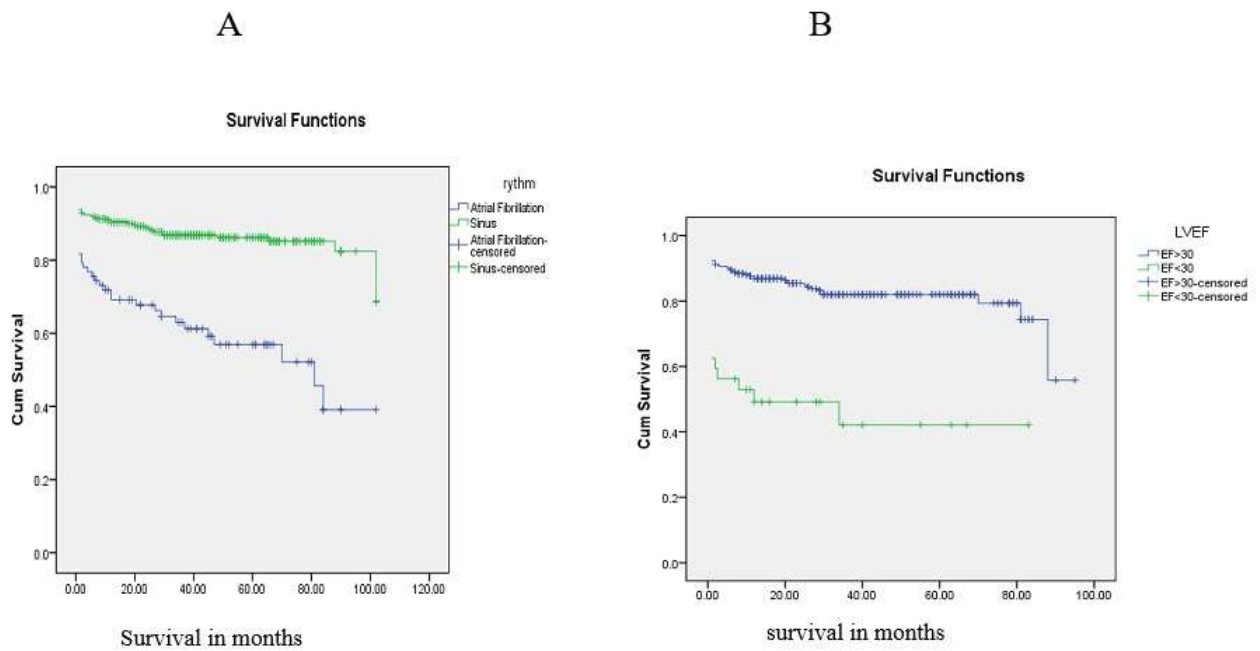 A
B
Survival Functions
1.0
0.8
0.6
0.4
0.2
0.0
Cum Survival
0.00 20.00 40.00 60.00 80.00 100.00 120.00
rythm
Atrial Fibrillation
Sinus
Atrial Fibrillation-
censored
Sinus-censored
Survival in months
Survival Functions
1.0
0.8
0.6
0.4
0.2
0.0
Cum Survival
0.00 20.00 40.00 60.00 80.00 100.00
LVEF
EF>30
EF<30
EF>30-censored
EF<30-censored
survival in months